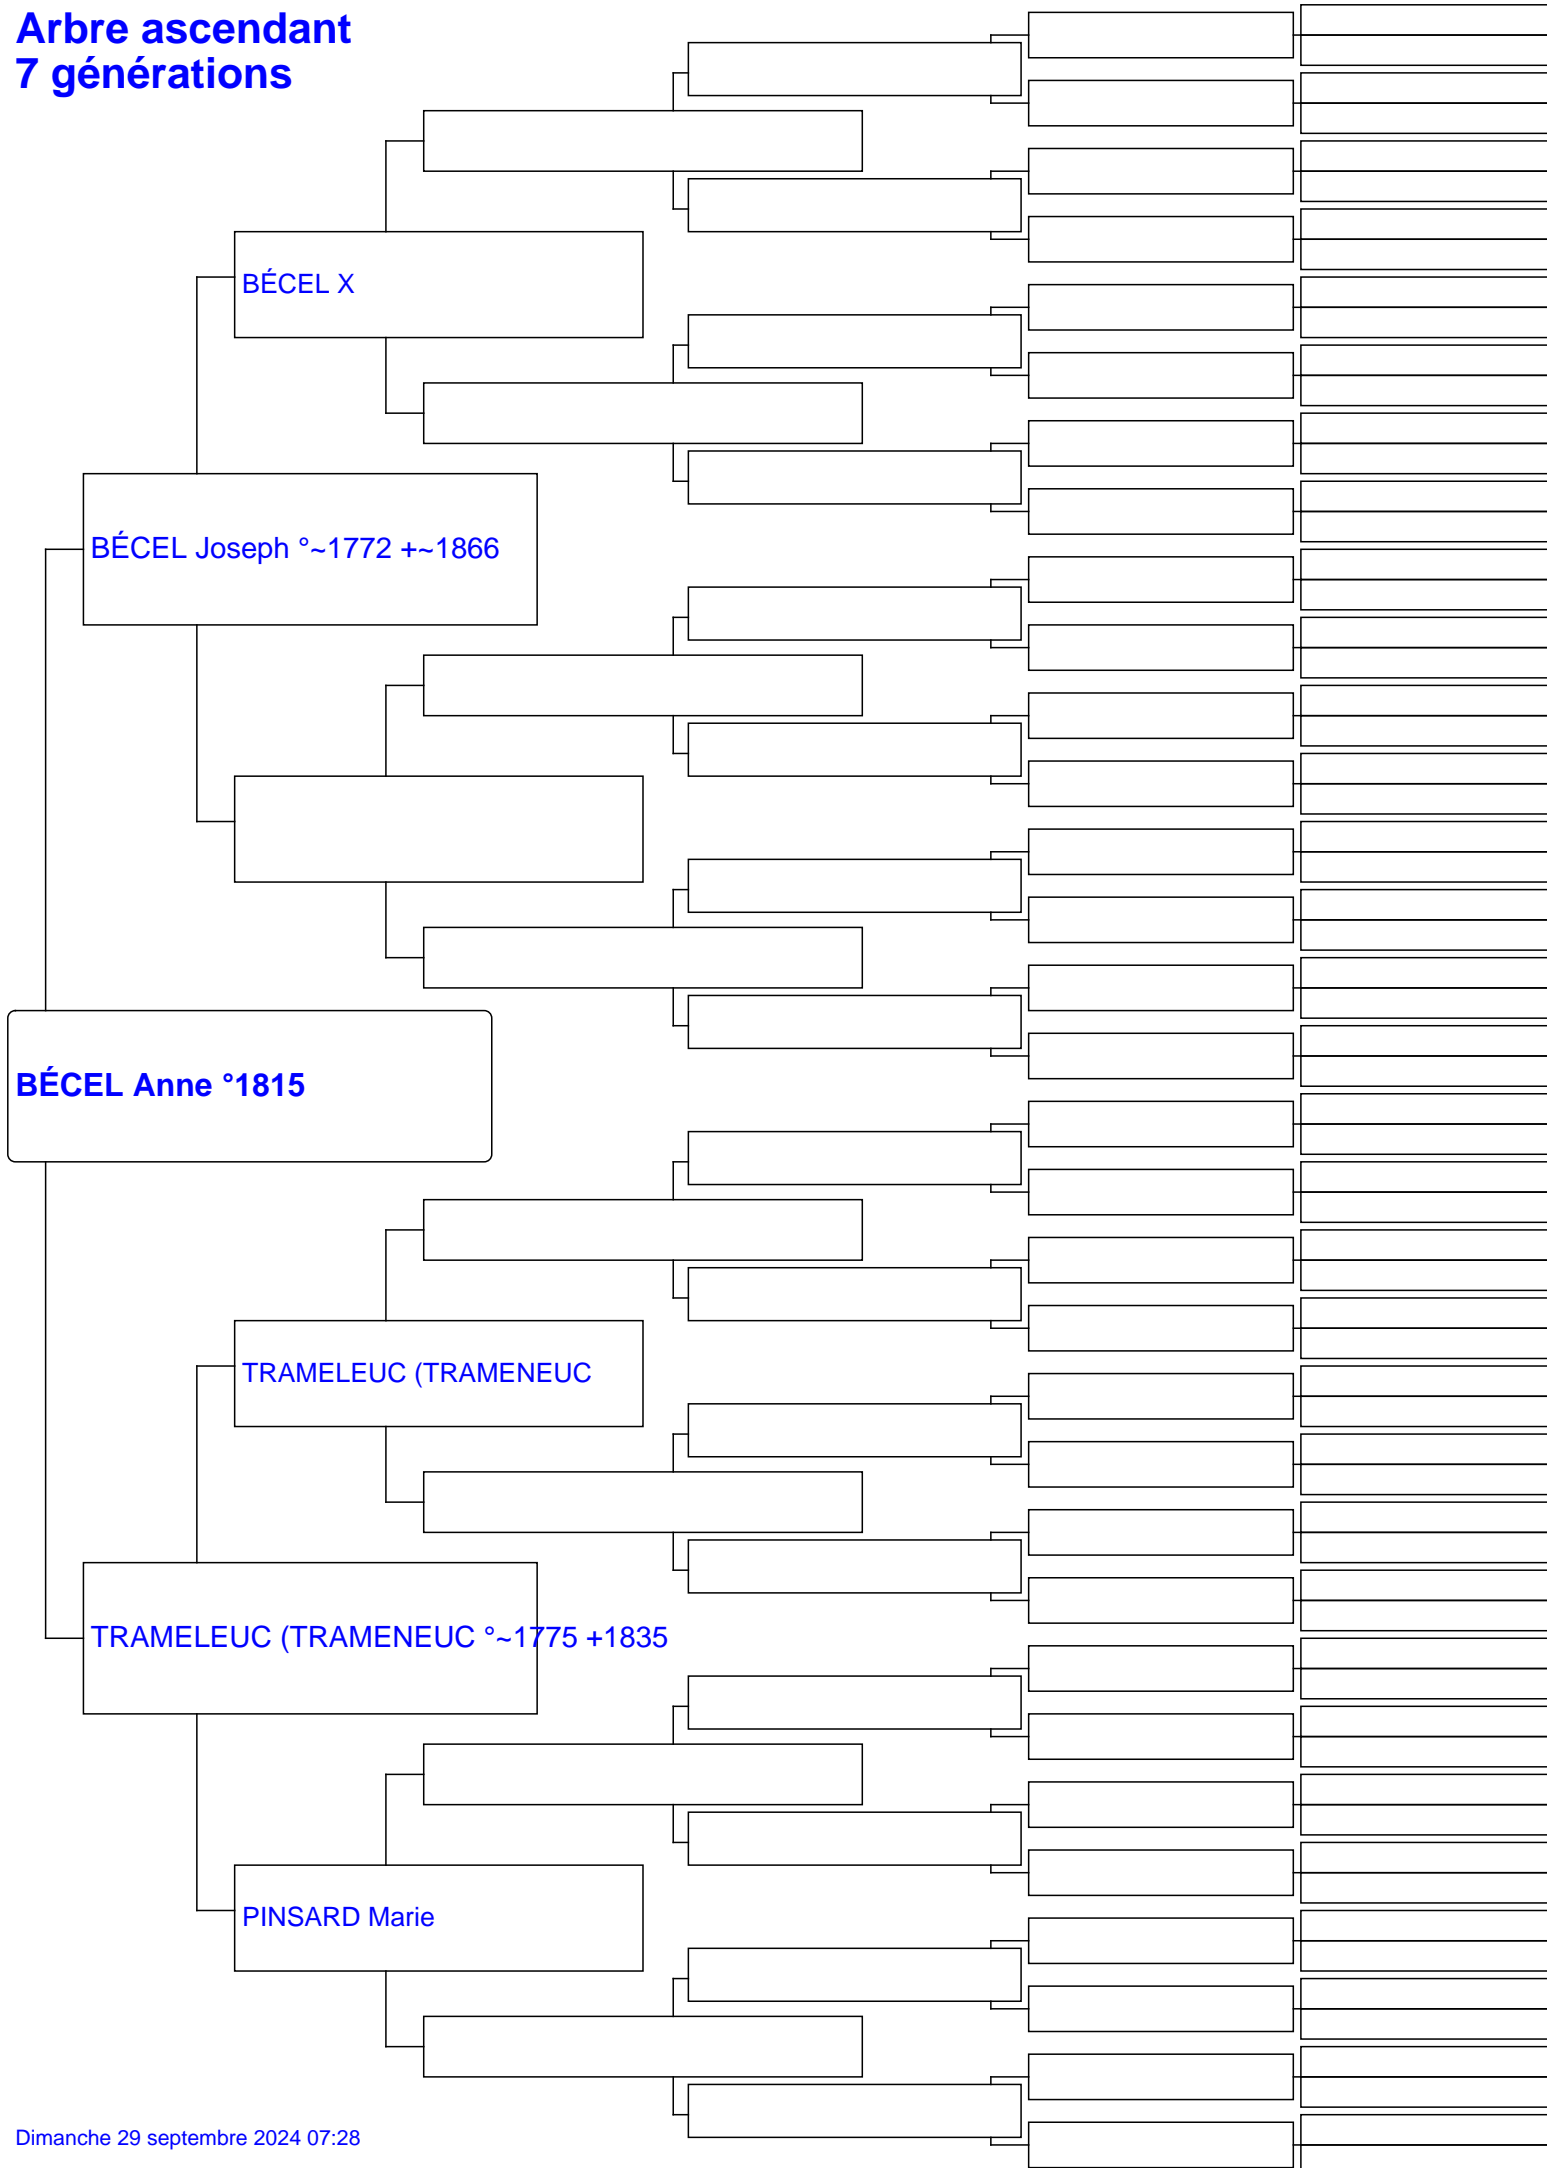 Arbre ascendant
7 générations
BÉCEL X
BÉCEL Joseph °~1772 +~1866
BÉCEL Anne °1815
TRAMELEUC (TRAMENEUC
TRAMELEUC (TRAMENEUC °~1775 +1835
PINSARD Marie
Dimanche 29 septembre 2024 07:28